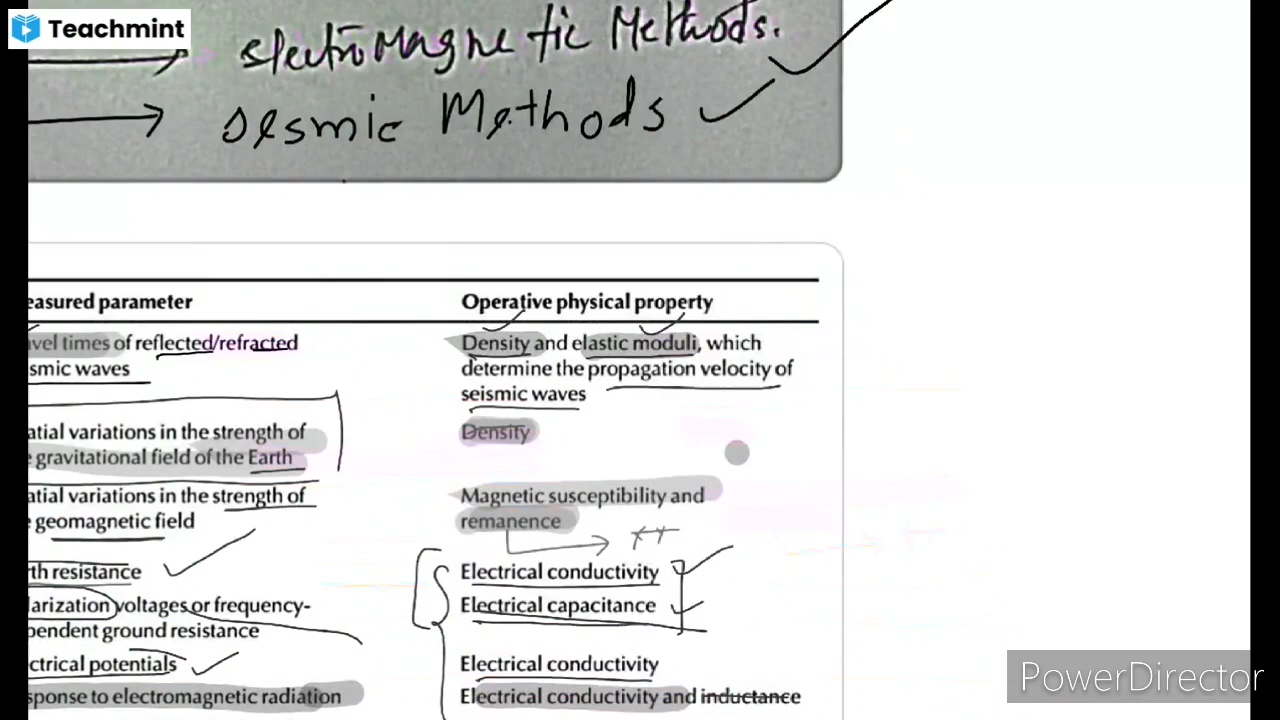 Teachmint
electromagnetic Methods.
seismic Methods
easured parameter
Operative physical property
avel times of reflected/refracted
smic waves
Density and elastic moduli, which
determine the propagation velocity of
seismic waves
atial variations in the strength of
e gravitational field of the Earth
Density
atial variations in the strength of
e geomagnetic field
Magnetic susceptibility and
remanence
rth resistance
Electrical conductivity
larization voltages or frequency-
pendent ground resistance
Electrical capacitance
ctrical potentials
Electrical conductivity
sponse to electromagnetic radiation
Electrical conductivity and inductance
PowerDirector